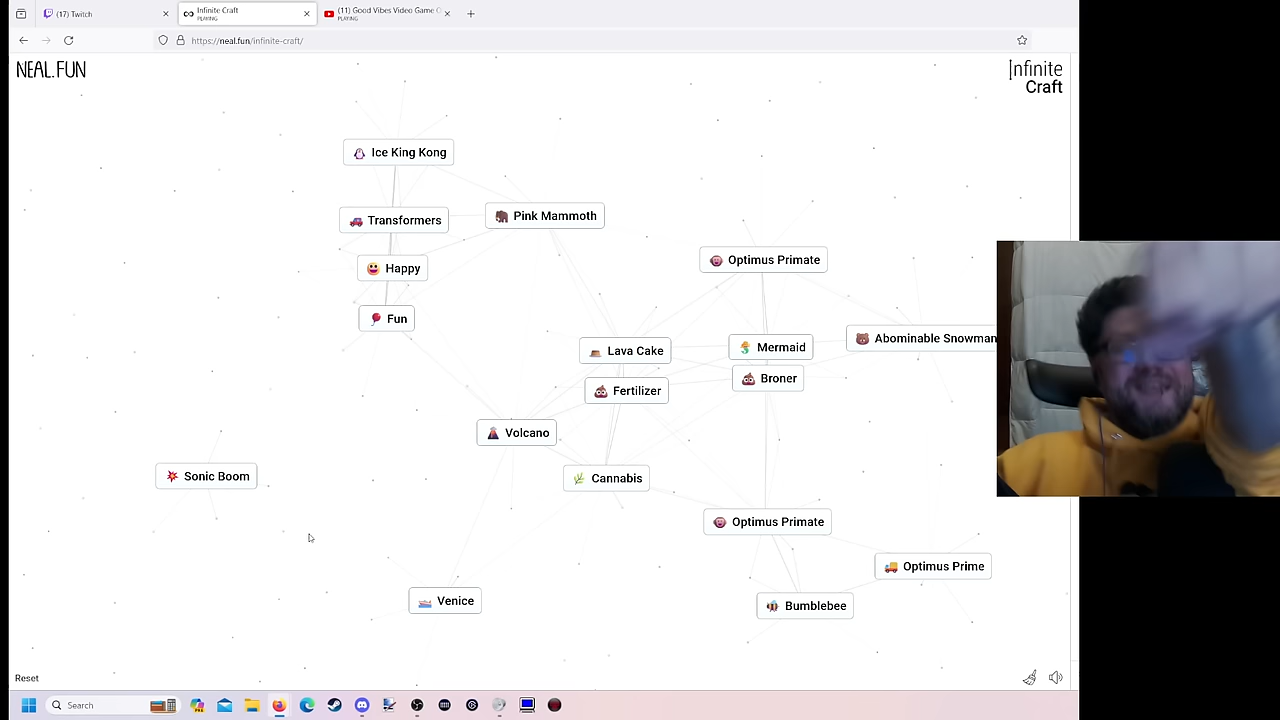 (17) Twitch
Infinite Craft
PLAYING
(11) Good Vibes Video Game C
PLAYING
https://neal.fun/infinite-craft/
NEAL.FUN
Infinite
Craft
Ice King Kong
Transformers
Pink Mammoth
Happy
Optimus Primate
Fun
Lava Cake
Mermaid
Abominable Snowman
Broner
Fertilizer
Volcano
Sonic Boom
Cannabis
Optimus Primate
Optimus Prime
Venice
Bumblebee
Reset
Search